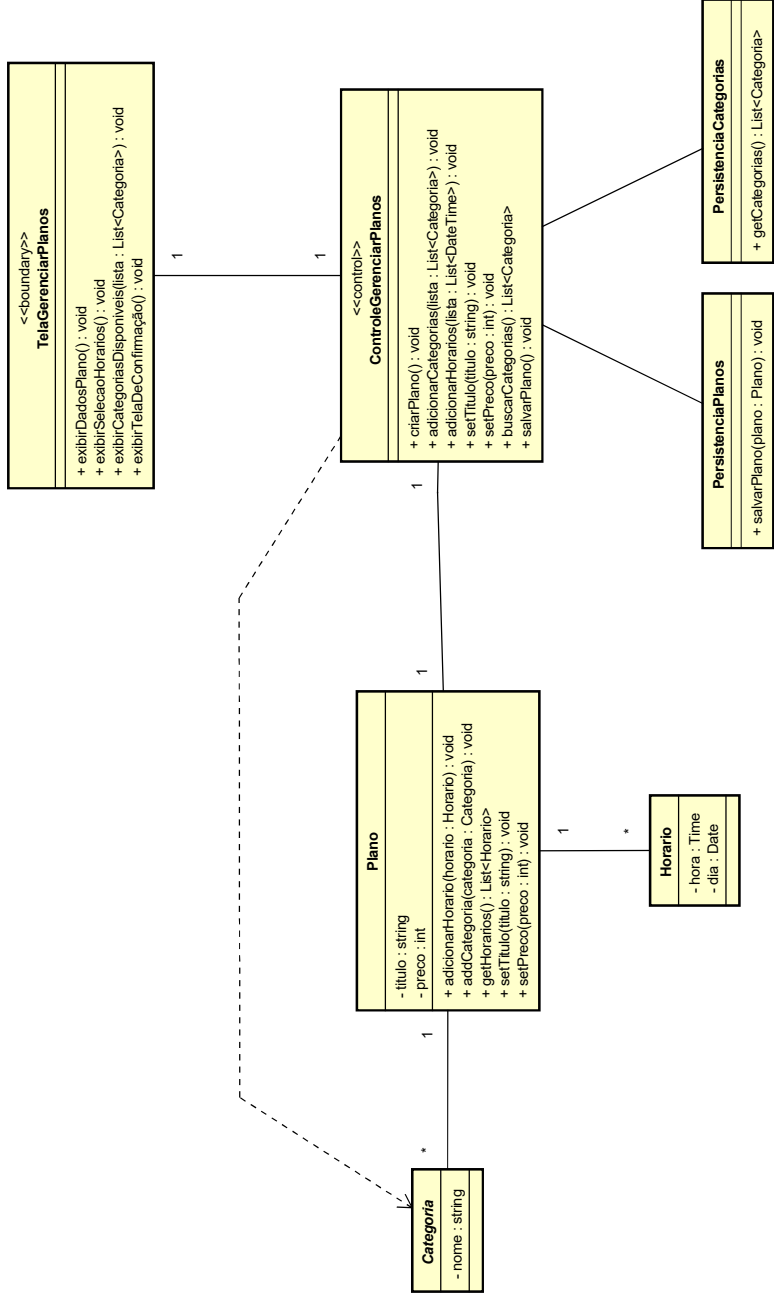 <<boundary>>
TelaGerenciarPlanos
+ exibirDadosPlano() : void
+ exibirSelecaoHorarios() : void
+ exibirCategoriasDisponiveis(lista : List<Categoria>) : void
+ exibirTelaDeConfirmação() : void
1
1
<<control>>
ControleGerenciarPlanos
+ criarPlano() : void
+ adicionarCategorias(lista : List<Categoria>) : void
+ adicionarHorarios(lista : List<DateTime>) : void
+ setTitulo(titulo : string) : void
+ setPreco(preco : int) : void
+ buscarCategorias() : List<Categoria>
+ salvarPlano() : void
1
1
Plano
- titulo : string
- preco : int
+ adicionarHorario(horario : Horario) : void
+ addCategoria(categoria : Categoria) : void
+ getHorarios() : List<Horario>
+ setTitulo(titulo : string) : void
+ setPreco(preco : int) : void
1
*
Categoria
- nome : string
1
*
Horario
- hora : Time
- dia : Date
PersistenciaPlanos
+ salvarPlano(plano : Plano) : void
PersistenciaCategorias
+ getCategorias() : List<Categoria>